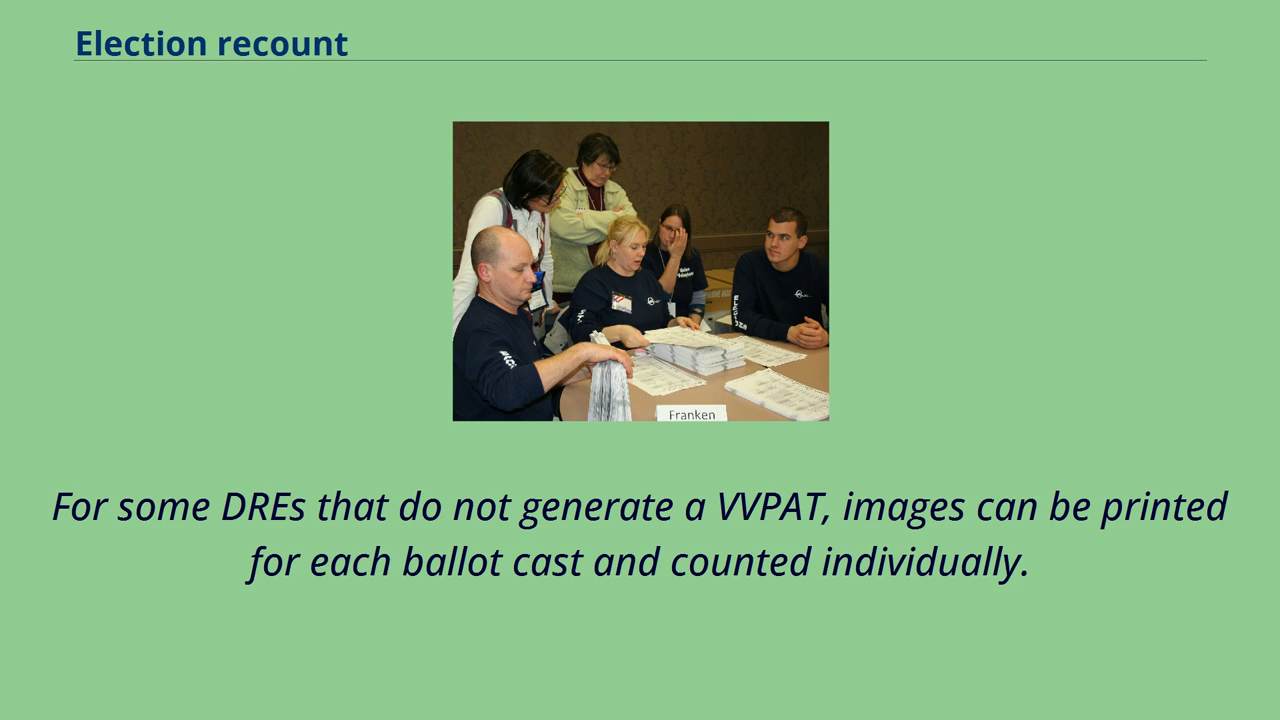 Election recount
Franken
For some DREs that do not generate a VVPAT, images can be printed
for each ballot cast and counted individually.